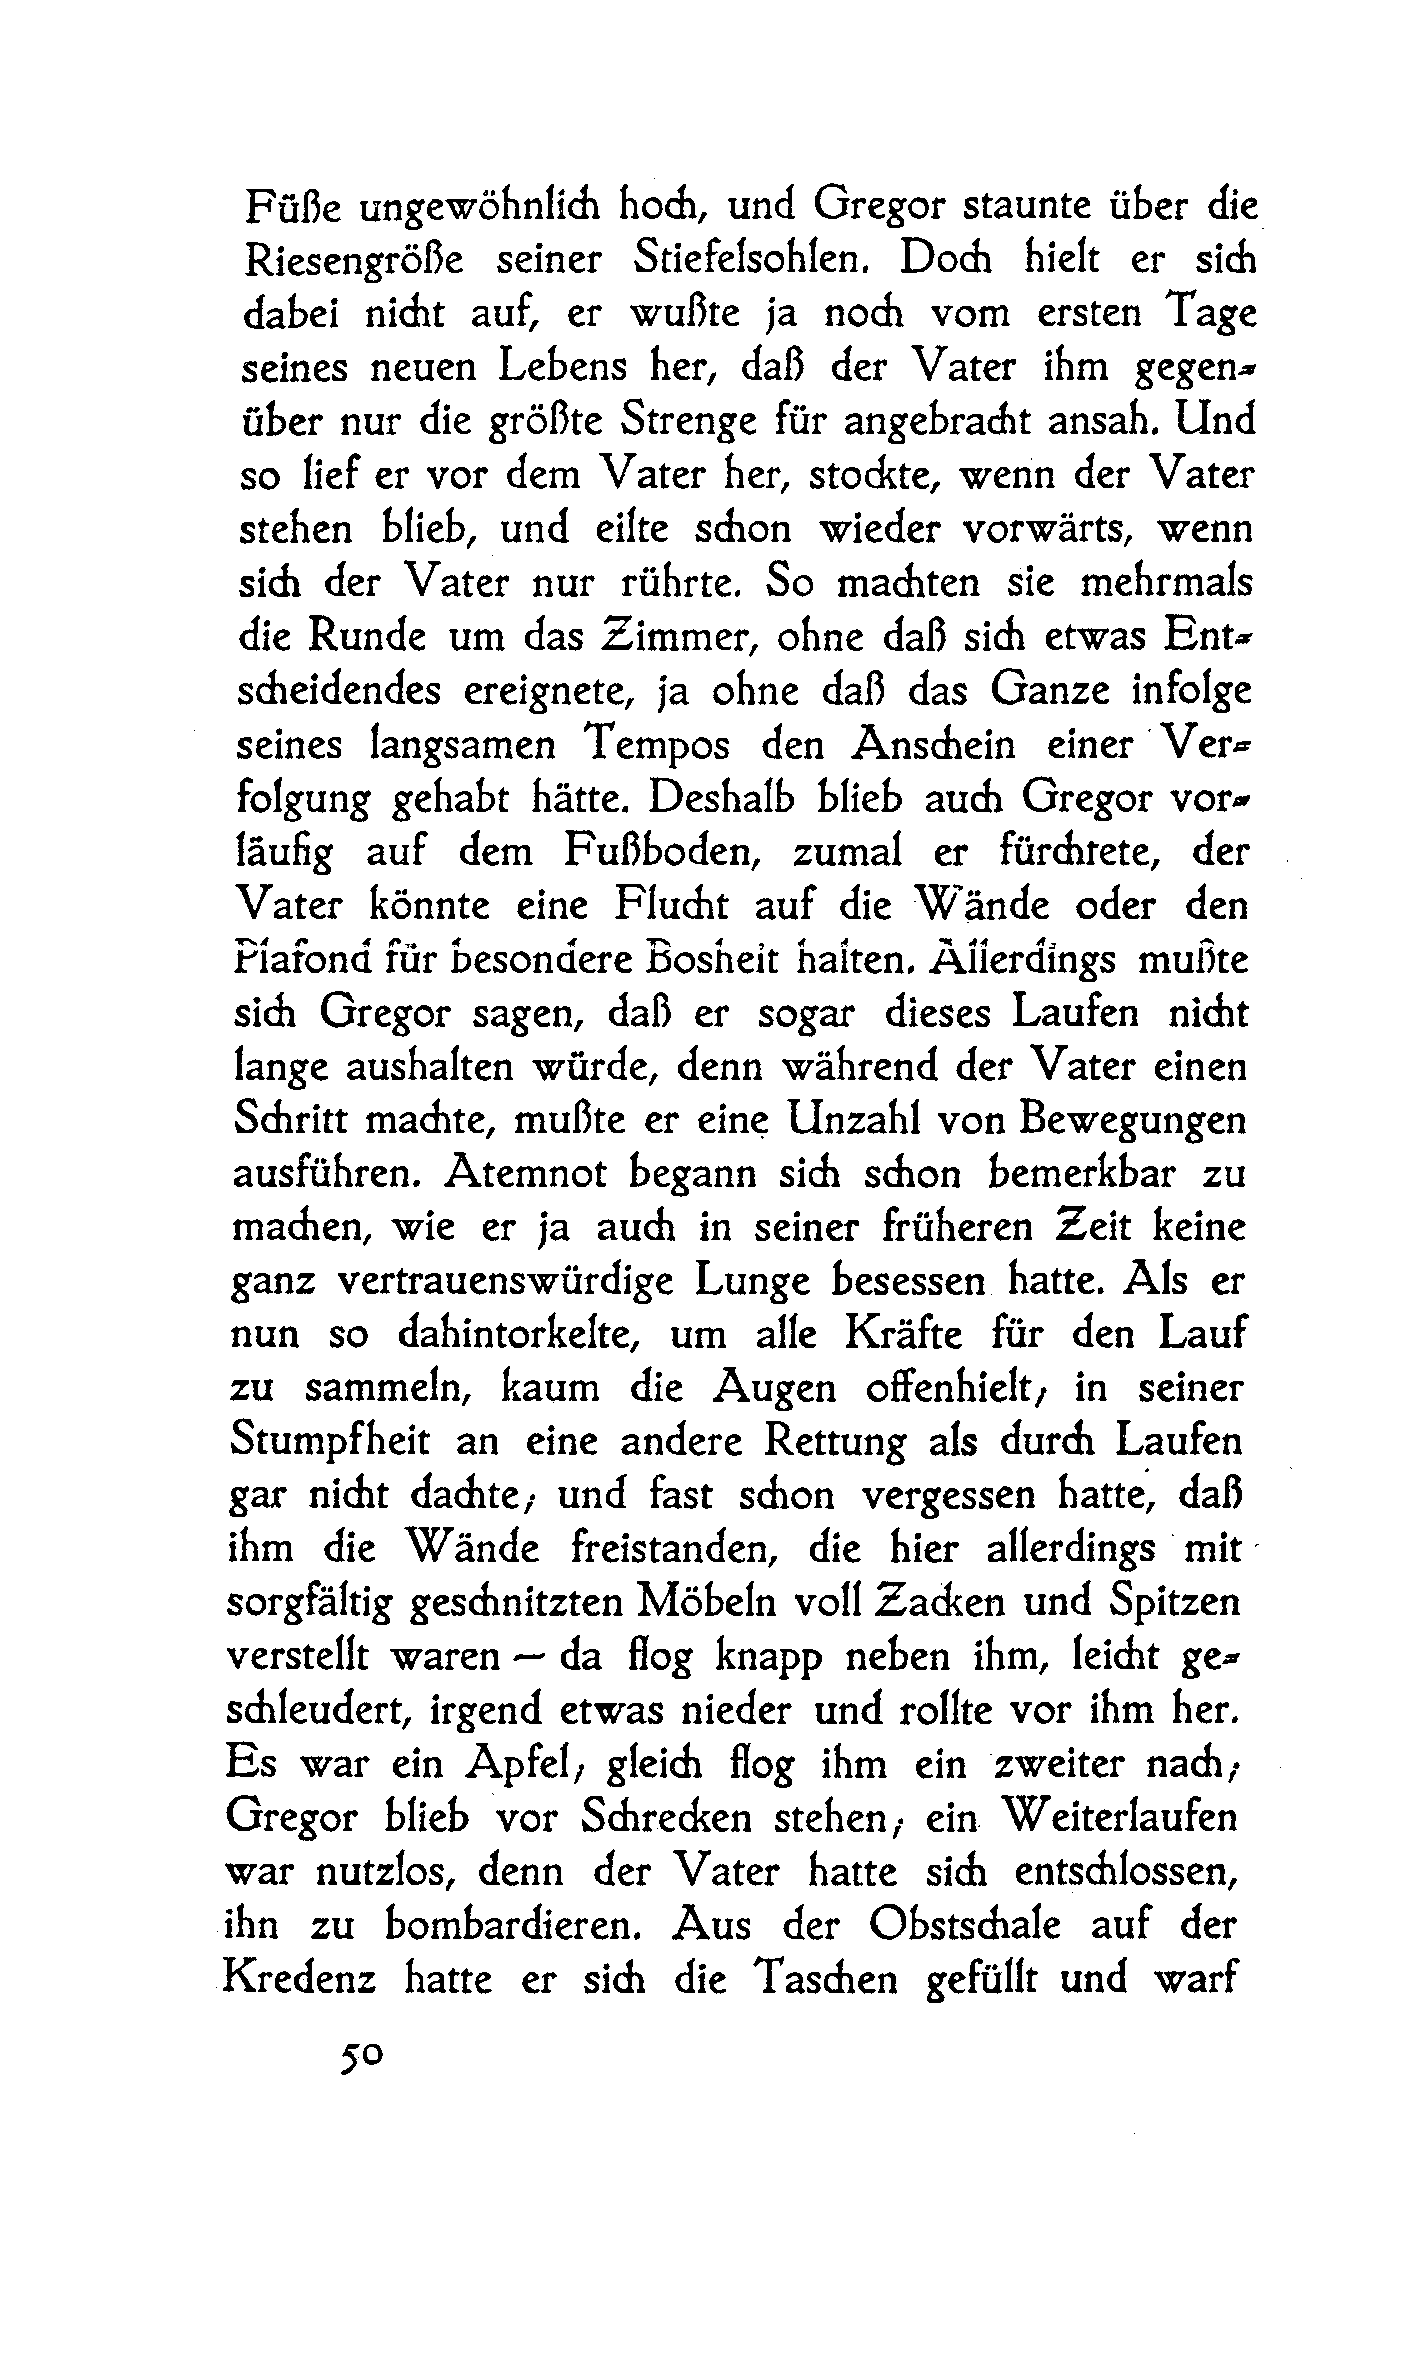 Füße ungewöhnlich hoch, und Gregor staunte über die
Riesengröße seiner Stiefelsohlen. Doch hielt er sich
dabei nicht auf, er wußte ja noch vom ersten Tage
seines neuen Lebens her, daß der Vater ihm gegen-
über nur die größte Strenge für angebracht ansah. Und
so lief er vor dem Vater her, stockte, wenn der Vater
stehen blieb, und eilte schon wieder vorwärts, wenn
sich der Vater nur rührte. So machten sie mehrmals
die Runde um das Zimmer, ohne daß sich etwas Ent-
scheidendes ereignete, ja ohne daß das Ganze infolge
seines langsamen Tempos den Anschein einer Ver-
folgung gehabt hätte. Deshalb blieb auch Gregor vor-
läufig auf dem Fußboden, zumal er fürchtete, der
Vater könnte eine Flucht auf die Wände oder den
Plafond für besondere Bosheit halten. Allerdings mußte
sich Gregor sagen, daß er sogar dieses Laufen nicht
lange aushalten würde, denn während der Vater einen
Schritt machte, mußte er eine Unzahl von Bewegungen
ausführen. Atemnot begann sich schon bemerkbar zu
machen, wie er ja auch in seiner früheren Zeit keine
ganz vertrauenswürdige Lunge besessen hatte. Als er
nun so dahintorkelte, um alle Kräfte für den Lauf
zu sammeln, kaum die Augen offenhielt; in seiner
Stumpfheit an eine andere Rettung als durch Laufen
gar nicht dachte; und fast schon vergessen hatte, daß
ihm die Wände freistanden, die hier allerdings mit
sorgfältig geschnitzten Möbeln voll Zacken und Spitzen
verstellt waren — da flog knapp neben ihm, leicht ge-
schleudert, irgend etwas nieder und rollte vor ihm her.
Es war ein Apfel; gleich flog ihm ein zweiter nach;
Gregor blieb vor Schrecken stehen; ein Weiterlaufen
war nutzlos, denn der Vater hatte sich entschlossen,
ihn zu bombardieren. Aus der Obstschale auf der
Kredenz hatte er sich die Taschen gefüllt und warf
50